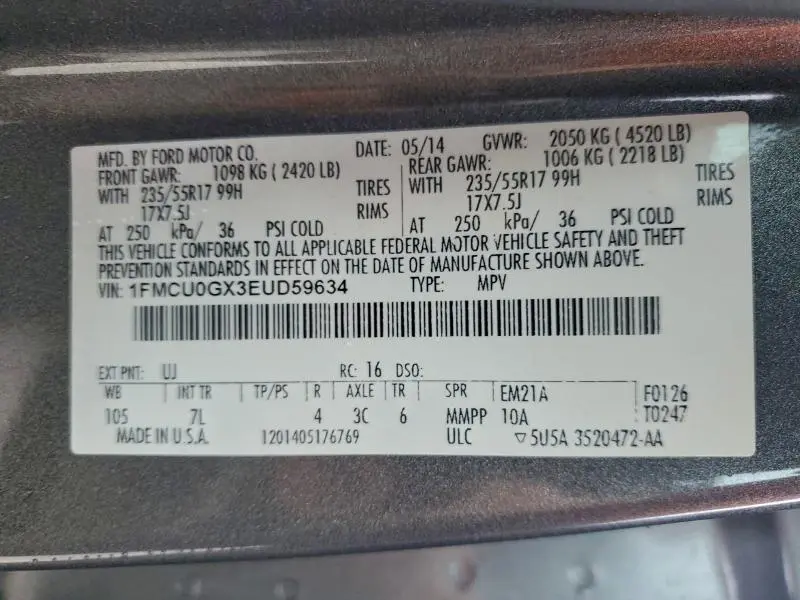 MFD. BY FORD MOTOR CO. DATE: 05/14 GVWR: 2050 KG ( 4520 LB)
FRONT GAWR: 1098 KG ( 2420 LB) REAR GAWR: 1006 KG ( 2218 LB)
WITH 235/55R17 99H TIRES WITH 235/55R17 99H TIRES
17X7.5J RIMS 17X7.5J RIMS
AT 250 kPa/ 36 PSI COLD AT 250 kPa/ 36 PSI COLD
THIS VEHICLE CONFORMS TO ALL APPLICABLE FEDERAL MOTOR VEHICLE SAFETY AND THEFT
PREVENTION STANDARDS IN EFFECT ON THE DATE OF MANUFACTURE SHOWN ABOVE.
VIN: 1FMCU0GX3EUD59634 TYPE: MPV
EXT PNT: UJ RC: 16 DSO:
WB INT TR TP/PS R AXLE TR SPR EM21A F0126
105 7L 4 3C 6 MMPP 10A T0247
MADE IN U.S.A. 1201405176769 ULC ▽5U5A 3520472-AA